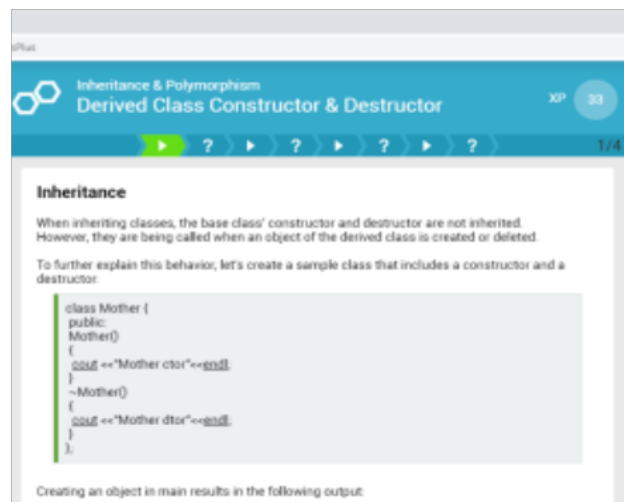 sPlus
Inheritance & Polymorphism
Derived Class Constructor & Destructor
XP 33
? ? ? ?
1/4
Inheritance
When inheriting classes, the base class' constructor and destructor are not inherited.
However, they are being called when an object of the derived class is created or deleted.
To further explain this behavior, let's create a sample class that includes a constructor and a
destructor.
class Mother {
public:
Mother()
{
cout <<"Mother ctor"<<endl;
}
~Mother()
{
cout <<"Mother dtor"<<endl;
}
};
Creating an object in main results in the following output: